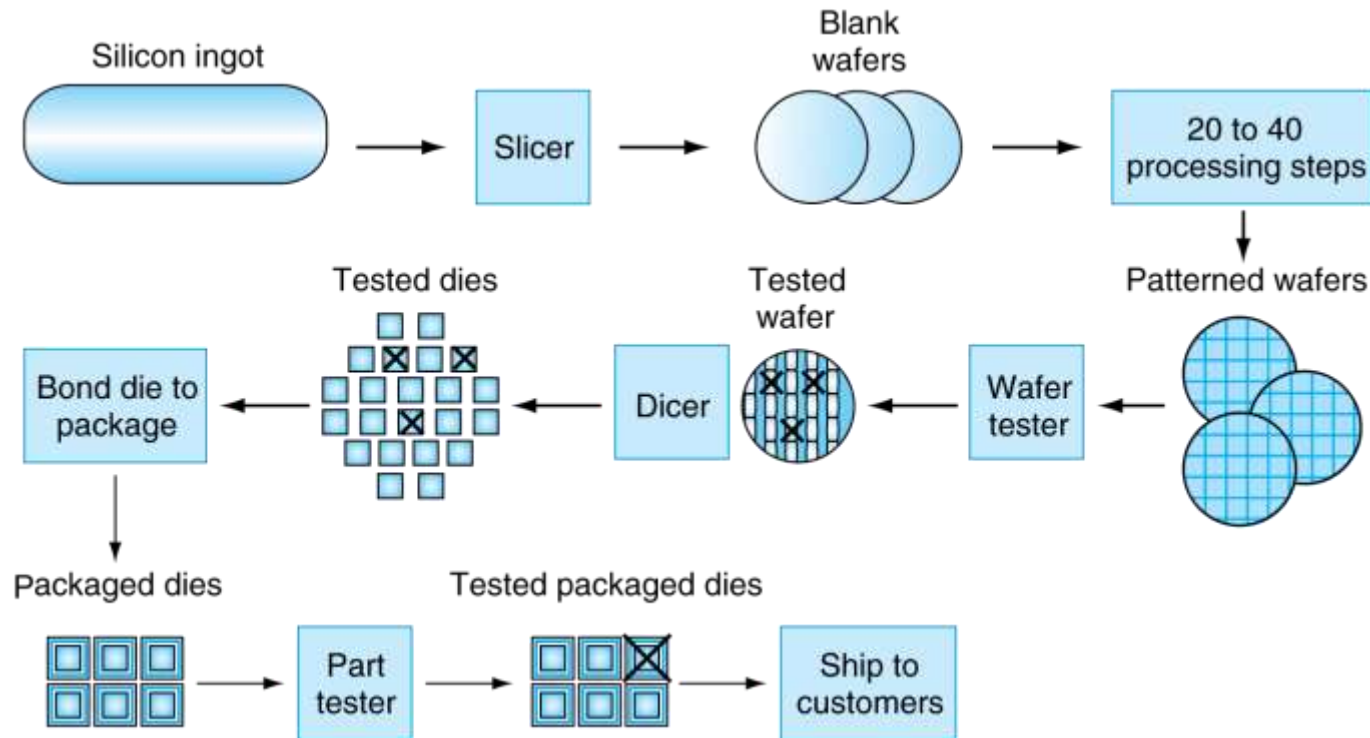 Silicon ingot
Slicer
Blank
wafers
20 to 40
processing steps
Patterned wafers
Wafer
tester
Tested
wafer
Dicer
Tested dies
Bond die to
package
Packaged dies
Part
tester
Tested packaged dies
Ship to
customers